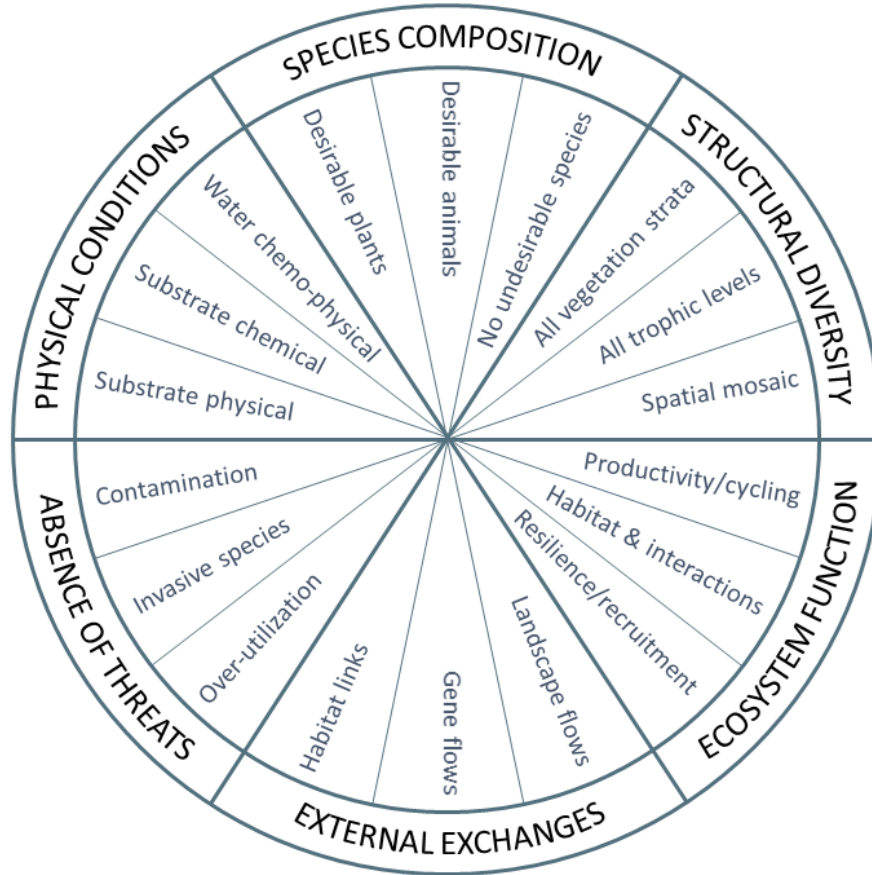 SPECIES COMPOSITION
Desirable plants
Desirable animals
No undesirable species
STRUCTURAL DIVERSITY
All vegetation strata
All trophic levels
Spatial mosaic
ECOSYSTEM FUNCTION
Productivity/cycling
Habitat & interactions
Resilience/recruitment
EXTERNAL EXCHANGES
Landscape flows
Gene flows
Habitat links
ABSENCE OF THREATS
Over-utilization
Invasive species
Contamination
PHYSICAL CONDITIONS
Substrate physical
Substrate chemical
Water chemo-physical